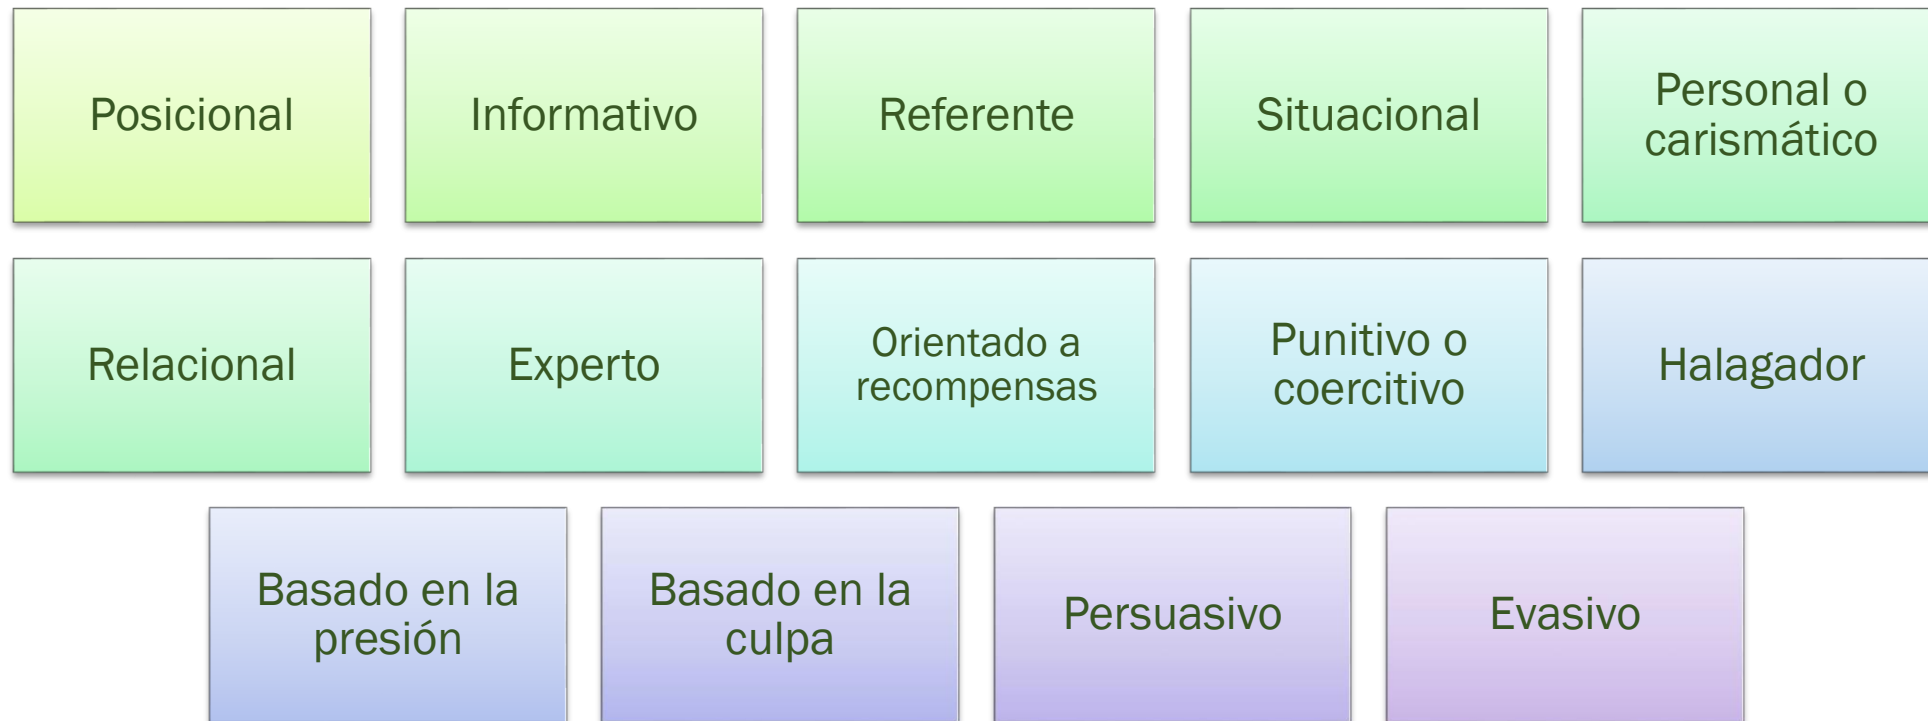 Posicional
Informativo
Referente
Situacional
Personal o
carismático
Relacional
Experto
Orientado a
recompensas
Punitivo o
coercitivo
Halagador
Basado en la
presión
Basado en la
culpa
Persuasivo
Evasivo